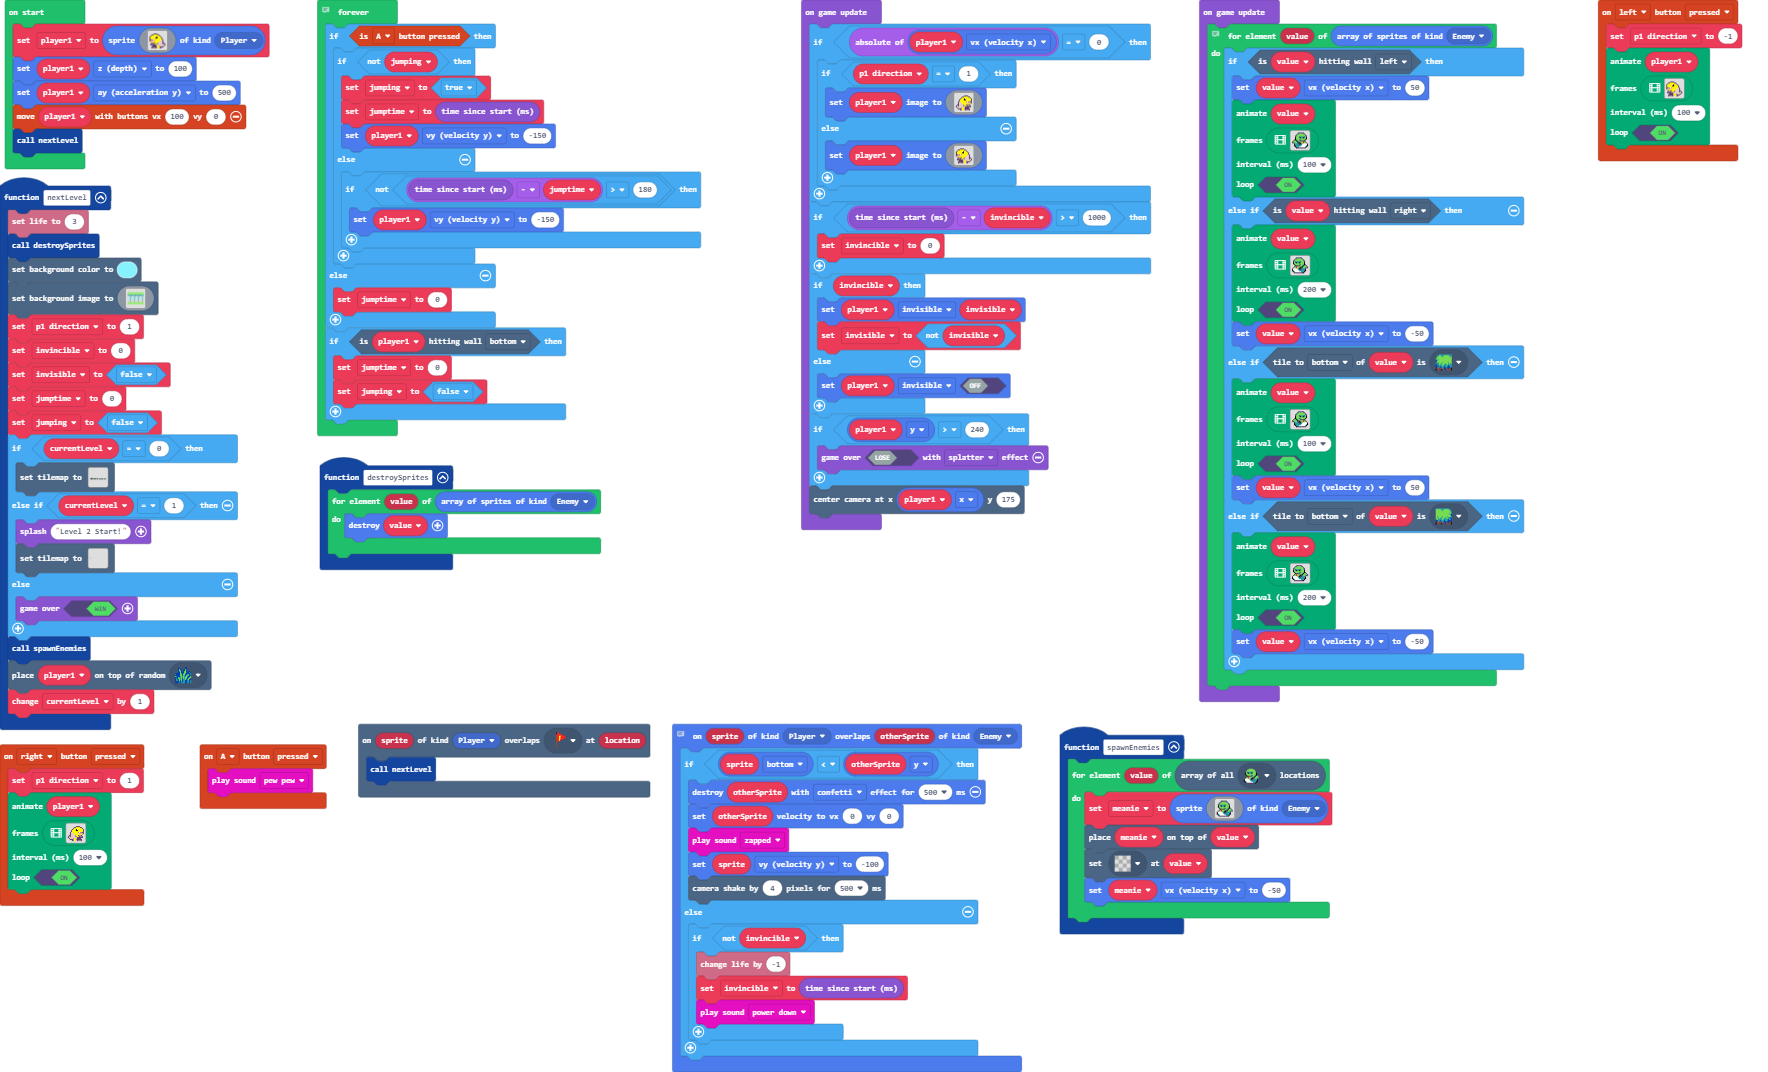 on start
set player1 to sprite of kind Player
set player1 z (depth) to 100
set player1 ay (acceleration y) to 500
move player1 with buttons vx 100 vy 0
call nextLevel
function nextLevel
set life to 3
call destroySprites
set background color to
set background image to
set p1 direction to 1
set invincible to 0
set invisible to false
set jumptime to 0
set jumping to false
if currentLevel = 0 then
set tilemap to
else if currentLevel = 1 then
splash "Level 2 Start!"
set tilemap to
else
game over WIN
call spawnEnemies
place player1 on top of random
change currentLevel by 1
forever
if is A button pressed then
if not jumping then
set jumping to true
set jumptime to time since start (ms)
set player1 vy (velocity y) to -150
else
if not time since start (ms) - jumptime > 180 then
set player1 vy (velocity y) to -150
else
set jumptime to 0
if is player1 hitting wall bottom then
set jumptime to 0
set jumping to false
function destroySprites
for element value of array of sprites of kind Enemy
do
destroy value
on game update
if absolute of player1 vx (velocity x) = 0 then
if p1 direction = 1 then
set player1 image to
else
set player1 image to
if time since start (ms) - invincible > 1000 then
set invincible to 0
if invincible then
set player1 invisible invisible
set invisible to not invisible
else
set player1 invisible OFF
if player1 y > 240 then
game over LOSE with splatter effect
center camera at x player1 x y 175
on game update
for element value of array of sprites of kind Enemy
do
if is value hitting wall left then
set value vx (velocity x) to 50
animate value
frames
interval (ms) 100
loop ON
else if is value hitting wall right then
animate value
frames
interval (ms) 200
loop ON
set value vx (velocity x) to -50
else if tile to bottom of value is then
animate value
frames
interval (ms) 100
loop ON
set value vx (velocity x) to 50
else if tile to bottom of value is then
animate value
frames
interval (ms) 200
loop ON
set value vx (velocity x) to -50
on left button pressed
set p1 direction to -1
animate player1
frames
interval (ms) 100
loop ON
on right button pressed
set p1 direction to 1
animate player1
frames
interval (ms) 100
loop ON
on A button pressed
play sound pew pew
on sprite of kind Player overlaps at location
call nextLevel
on sprite of kind Player overlaps otherSprite of kind Enemy
if sprite bottom < otherSprite y then
destroy otherSprite with confetti effect for 500 ms
set otherSprite velocity to vx 0 vy 0
play sound zapped
set sprite vy (velocity y) to -100
camera shake by 4 pixels for 500 ms
else
if not invincible then
change life by -1
set invincible to time since start (ms)
play sound power down
function spawnEnemies
for element value of array of all locations
do
set meanie to sprite of kind Enemy
place meanie on top of value
set at value
set meanie vx (velocity x) to -50